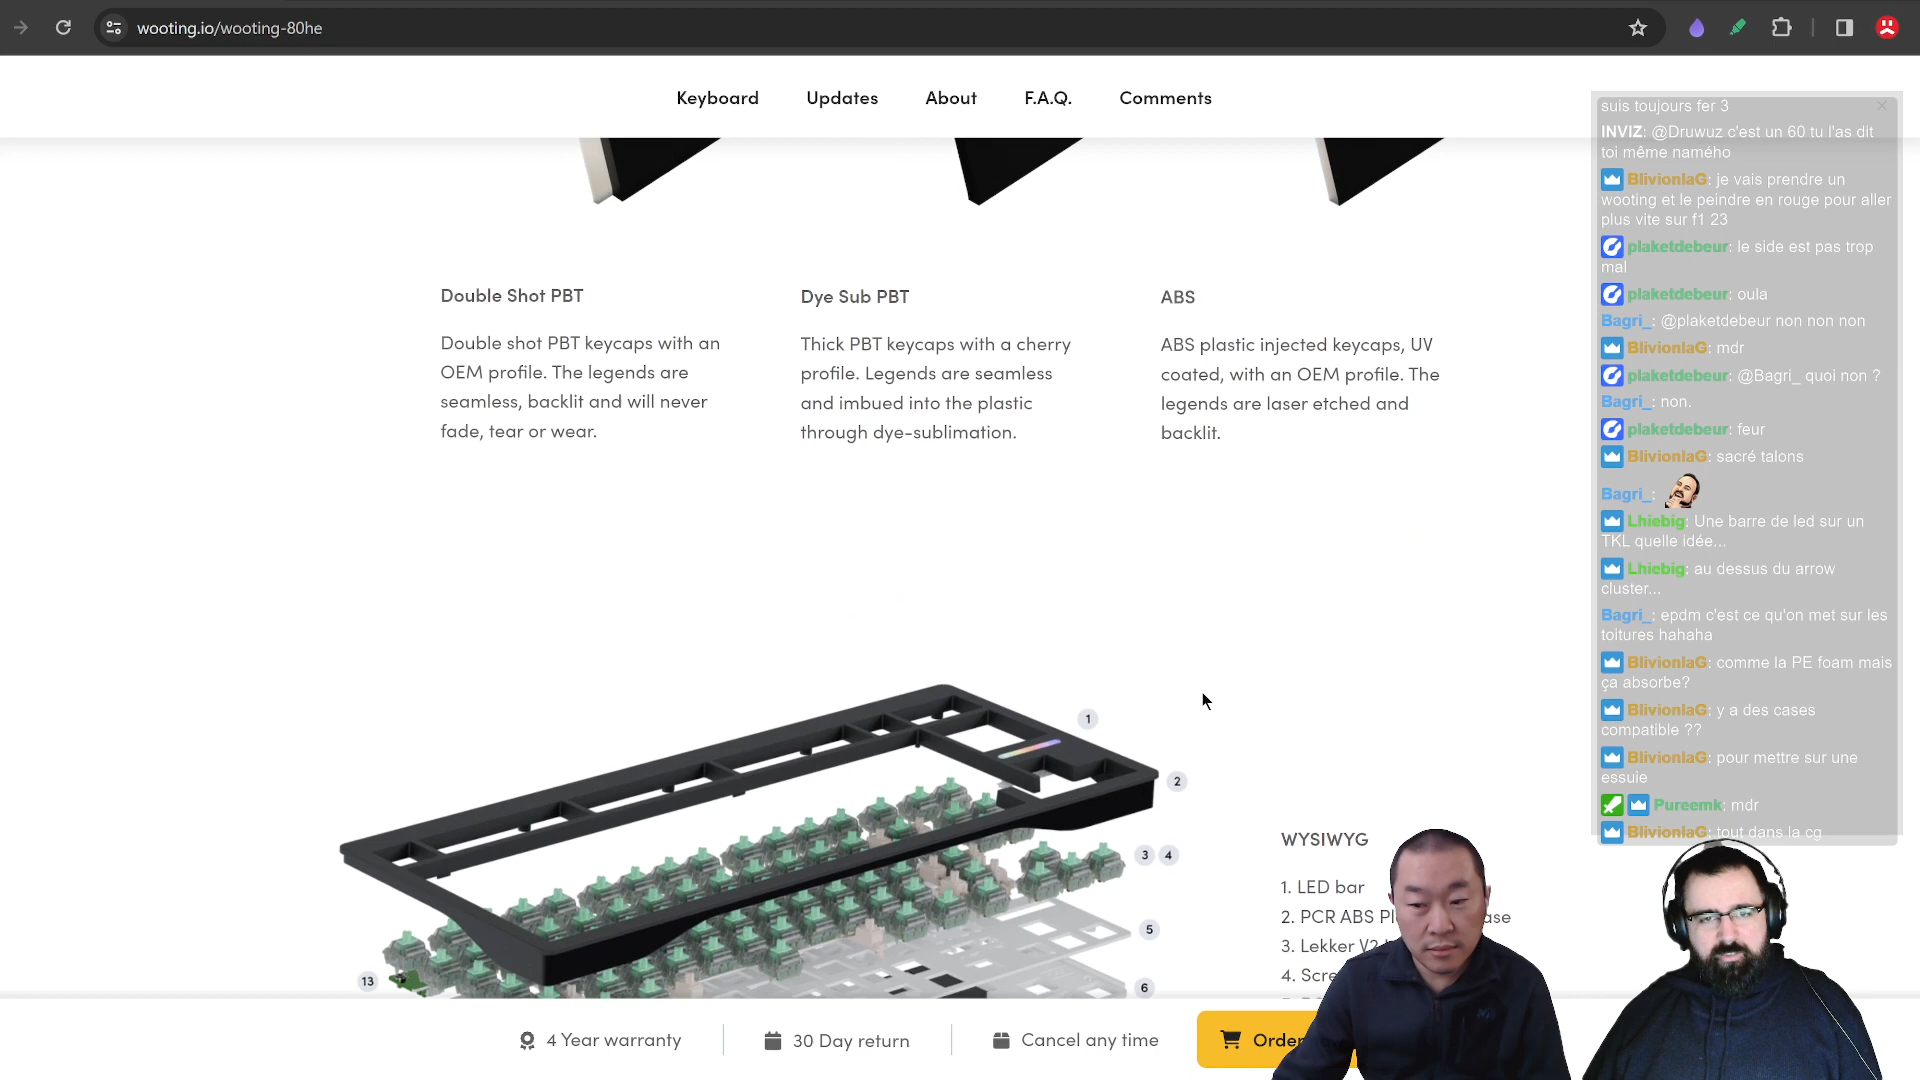 wooting.io/wooting-80he
Keyboard
Updates
About
F.A.Q.
Comments
Double Shot PBT
Double shot PBT keycaps with an
OEM profile. The legends are
seamless, backlit and will never
fade, tear or wear.
Dye Sub PBT
Thick PBT keycaps with a cherry
profile. Legends are seamless
and imbued into the plastic
through dye-sublimation.
ABS
ABS plastic injected keycaps, UV
coated, with an OEM profile. The
legends are laser etched and
backlit.
1
2
3 4
5
6
13
WYSIWYG
1. LED bar
2. PCR ABS
3. Lekker V2
4.
4 Year warranty
30 Day return
Cancel any time
Order
suis toujours fer 3
INVIZ: @Druwuz c'est un 60 tu l'as dit
toi même namého
BlivionlaG: je vais prendre un
wooting et le peindre en rouge pour aller
plus vite sur f1 23
plaketdebeur: le side est pas trop
mal
plaketdebeur: oula
Bagri_: @plaketdebeur non non non
BlivionlaG: mdr
plaketdebeur: @Bagri_ quoi non ?
Bagri_: non.
plaketdebeur: feur
BlivionlaG: sacré talons
Bagri_:
Lhiebig: Une barre de led sur un
TKL quelle idée...
Lhiebig: au dessus du arrow
cluster...
Bagri_: epdm c'est ce qu'on met sur les
toitures hahaha
BlivionlaG: comme la PE foam mais
ça absorbe?
BlivionlaG: y a des cases
compatible ??
BlivionlaG: pour mettre sur une
essuie
Pureemk: mdr
BlivionlaG: tout dans la cg